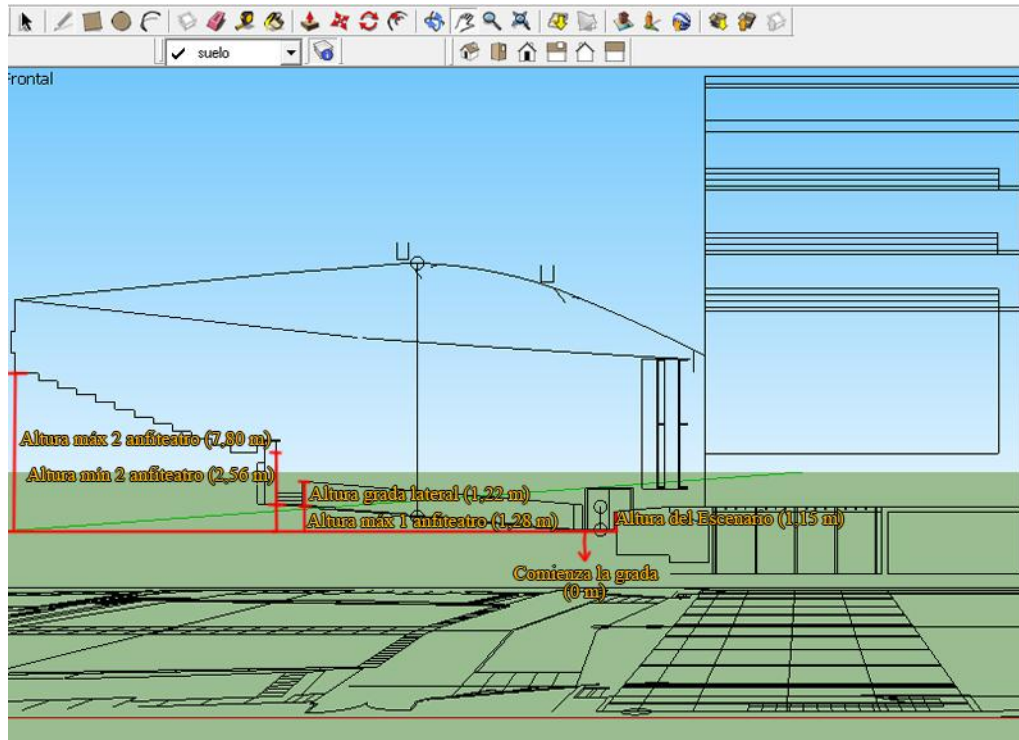 suelo
Frontal
Altura máx 2 anfiteatro (7,80 m)
Altura min 2 anfiteatro (2,56 m)
Altura grada lateral (1,22 m)
Altura máx 1 anfiteatro (1,28 m)
Altura del Escenario (1,15 m)
Comienza la grada
(0 m)